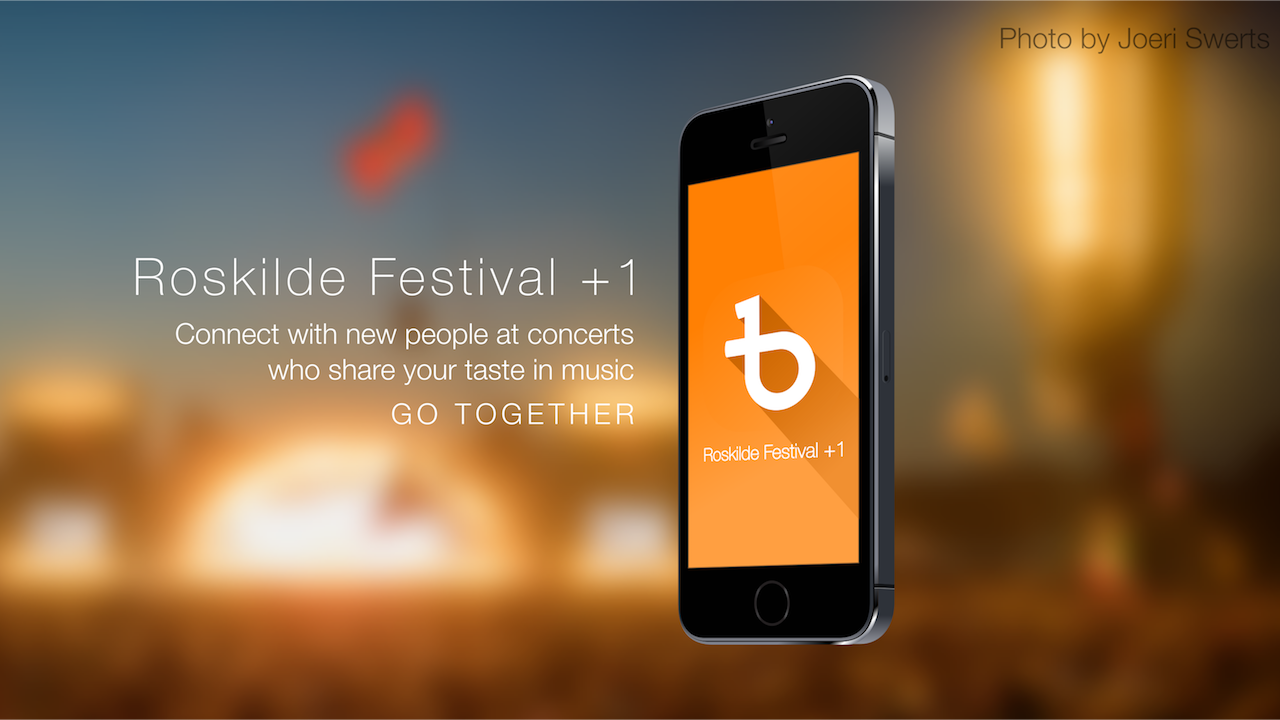 Photo by Joeri Swerts
Roskilde Festival +1
Connect with new people at concerts
who share your taste in music
GO TOGETHER
Roskilde Festival +1